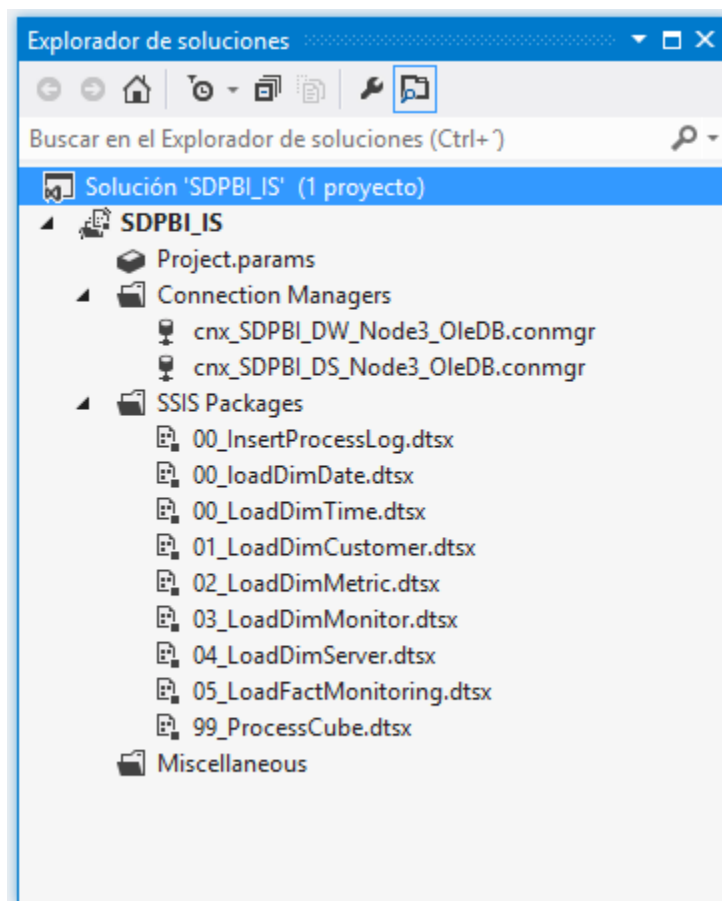 Explorador de soluciones
Buscar en el Explorador de soluciones (Ctrl+´)
Solución 'SDPBI_IS' (1 proyecto)
SDPBI_IS
Project.params
Connection Managers
cnx_SDPBI_DW_Node3_OleDB.conmgr
cnx_SDPBI_DS_Node3_OleDB.conmgr
SSIS Packages
00_InsertProcessLog.dtsx
00_loadDimDate.dtsx
00_LoadDimTime.dtsx
01_LoadDimCustomer.dtsx
02_LoadDimMetric.dtsx
03_LoadDimMonitor.dtsx
04_LoadDimServer.dtsx
05_LoadFactMonitoring.dtsx
99_ProcessCube.dtsx
Miscellaneous